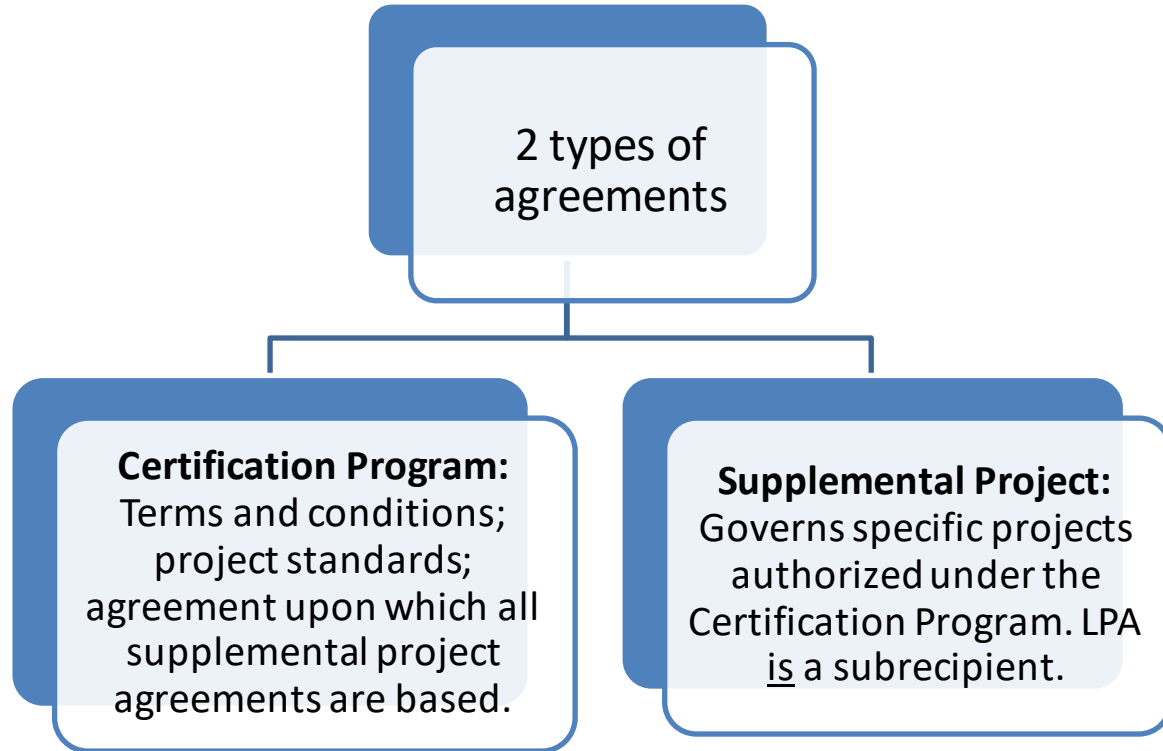 2 types of
agreements
Certification Program:
Terms and conditions;
project standards;
agreement upon which all
supplemental project
agreements are based.
Supplemental Project:
Governs specific projects
authorized under the
Certification Program. LPA
is a subrecipient.